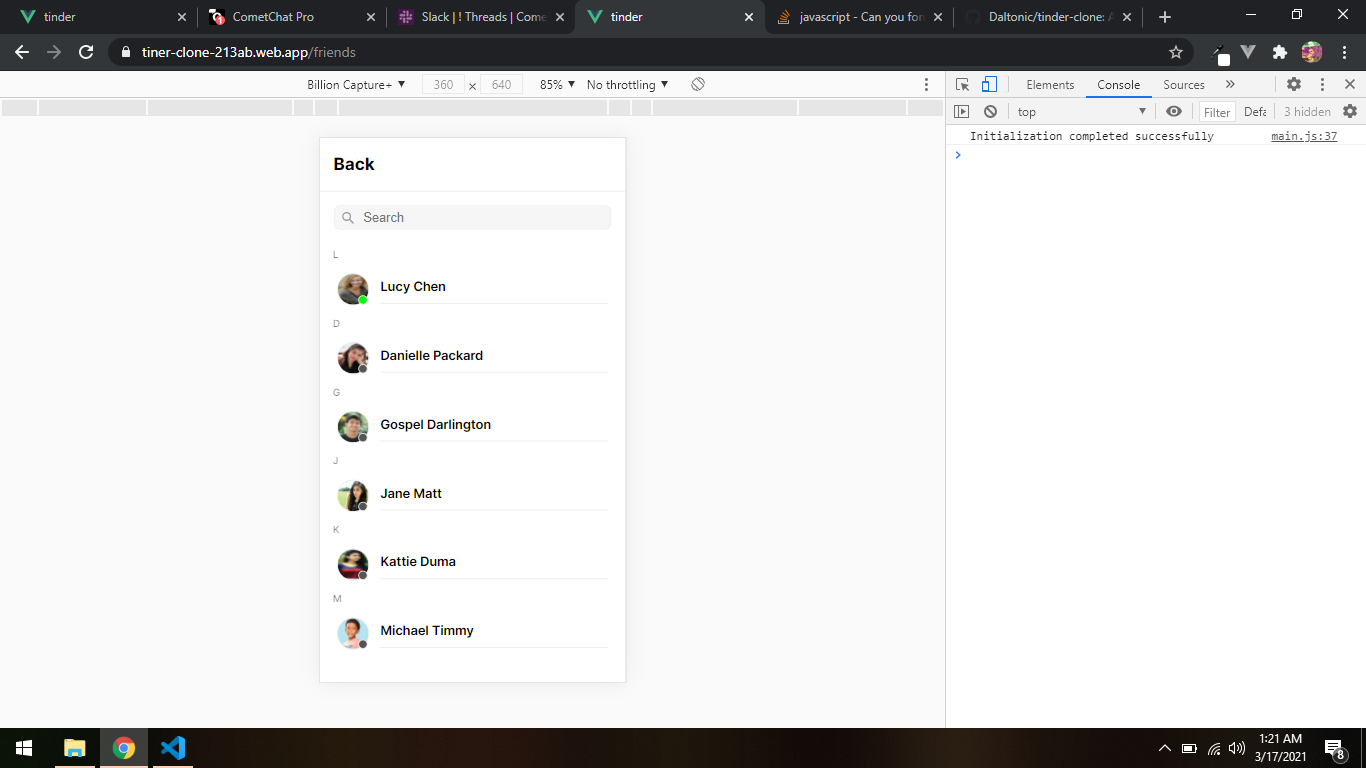 tinder
CometChat Pro
Slack | ! Threads | Come
tinder
javascript - Can you for
Daltonic/tinder-clone: A
tiner-clone-213ab.web.app/friends
Billion Capture+ ▼ 360 x 640 85% ▼ No throttling ▼
Elements Console Sources »
top ▼ Filter Defa 3 hidden
Initialization completed successfully main.js:37
Back
Search
L
Lucy Chen
D
Danielle Packard
G
Gospel Darlington
J
Jane Matt
K
Kattie Duma
M
Michael Timmy
1:21 AM
3/17/2021
8